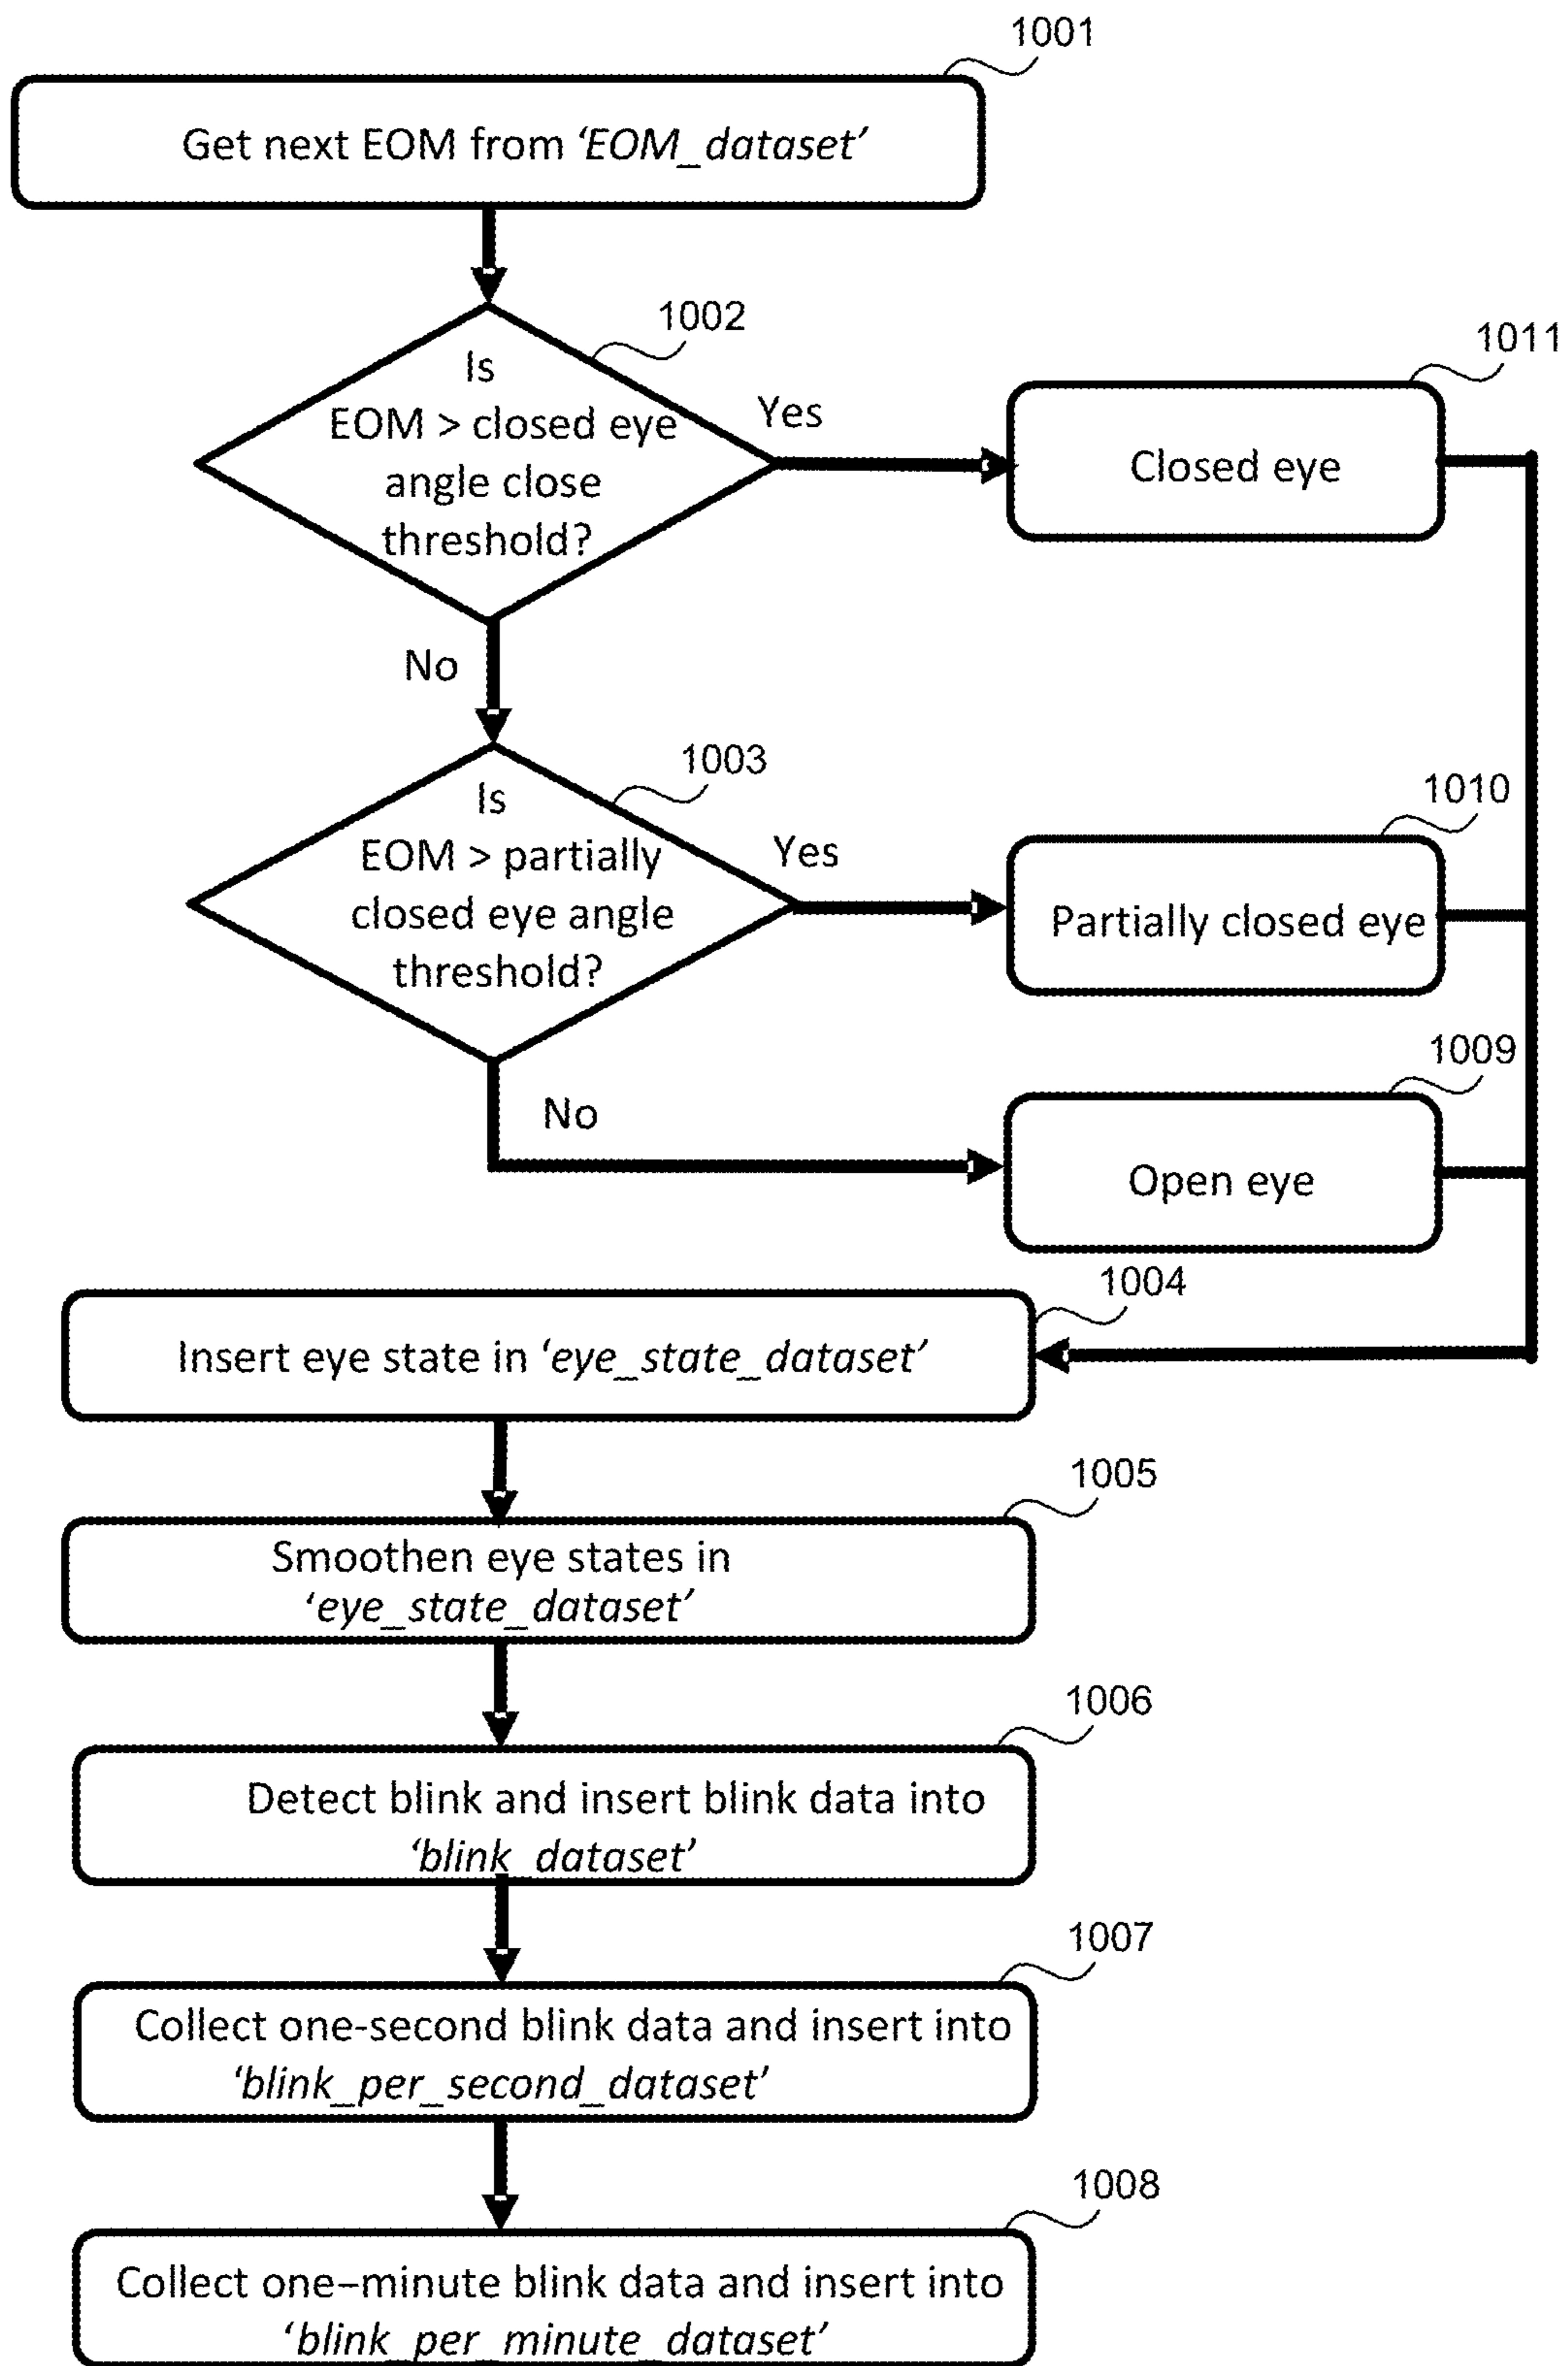 1001
Get next EOM from ‘EOM_dataset’
1002
Is
EOM > closed eye
angle close
threshold?
Yes
1011
Closed eye
No
1003
Is
EOM > partially
closed eye angle
threshold?
Yes
1010
Partially closed eye
1009
No
Open eye
1004
Insert eye state in ‘eye_state_dataset’
1005
Smoothen eye states in
‘eye_state_dataset’
1006
Detect blink and insert blink data into
‘blink_dataset’
1007
Collect one-second blink data and insert into
‘blink_per_second_dataset’
1008
Collect one–minute blink data and insert into
‘blink_per_minute_dataset’